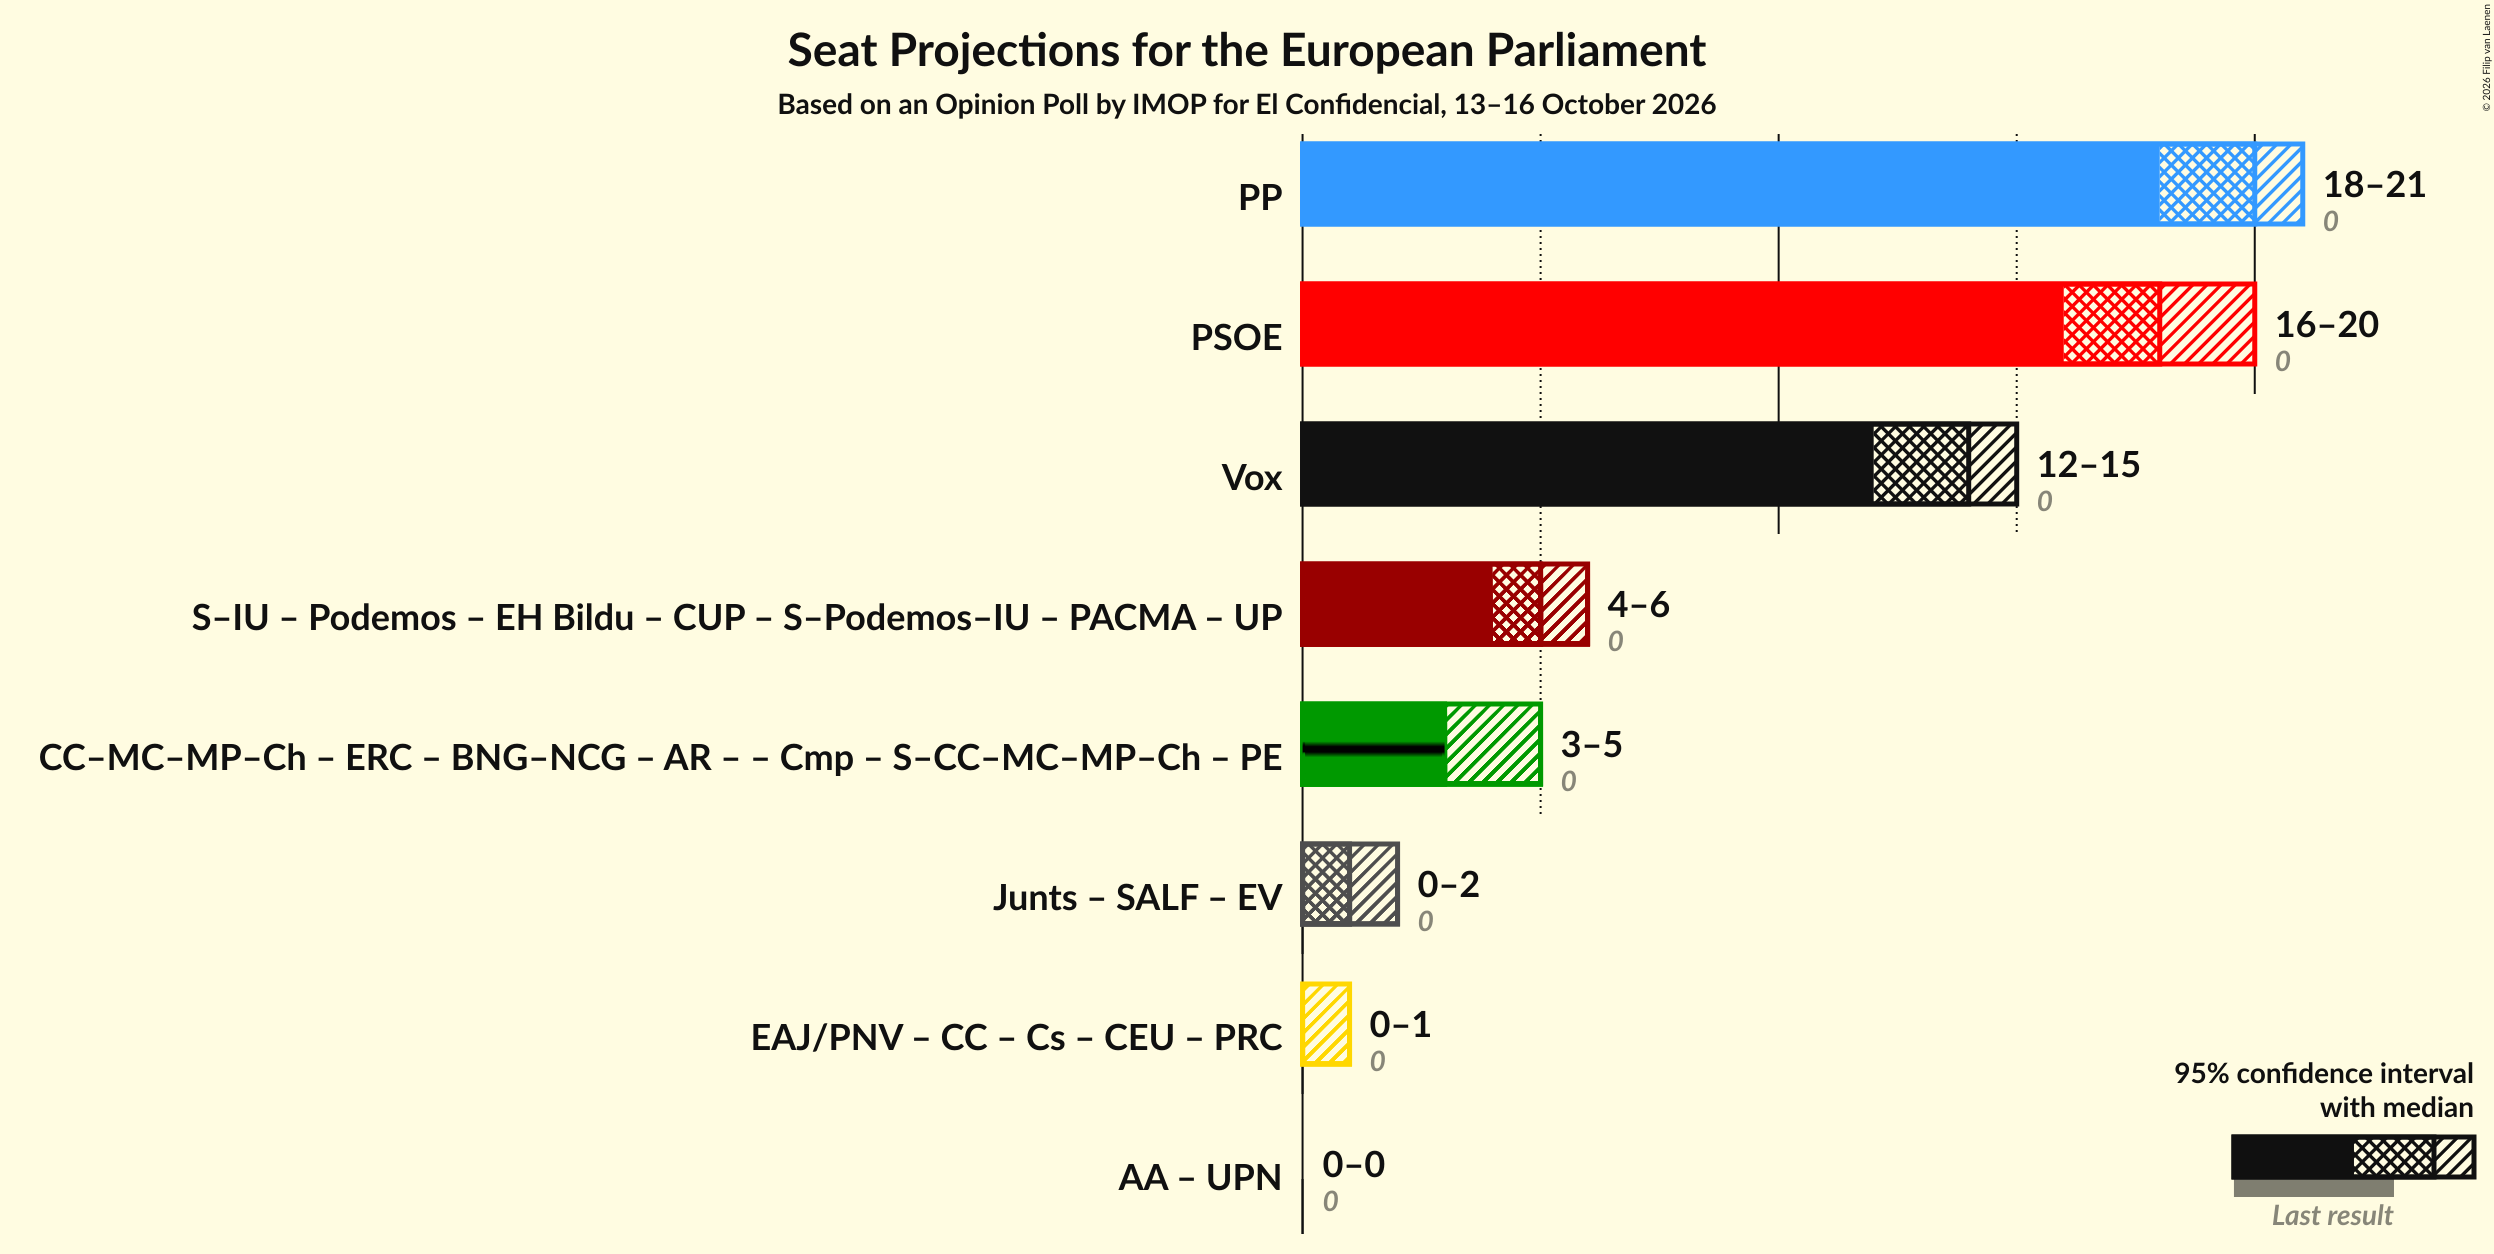 Seat Projections for the European Parliament
Based on an Opinion Poll by IMOP for El Confidencial, 13–16 October 2026
© 2026 Filip van Laenen
PP
18–21
0
PSOE
16–20
0
Vox
12–15
0
S–IU – Podemos – EH Bildu – CUP – S–Podemos–IU – PACMA – UP
4–6
0
CC–MC–MP–Ch – ERC – BNG–NCG – AR – – Cmp – S–CC–MC–MP–Ch – PE
3–5
0
Junts – SALF – EV
0–2
0
EAJ/PNV – CC – Cs – CEU – PRC
0–1
0
AA – UPN
0–0
0
95% confidence interval
with median
Last result